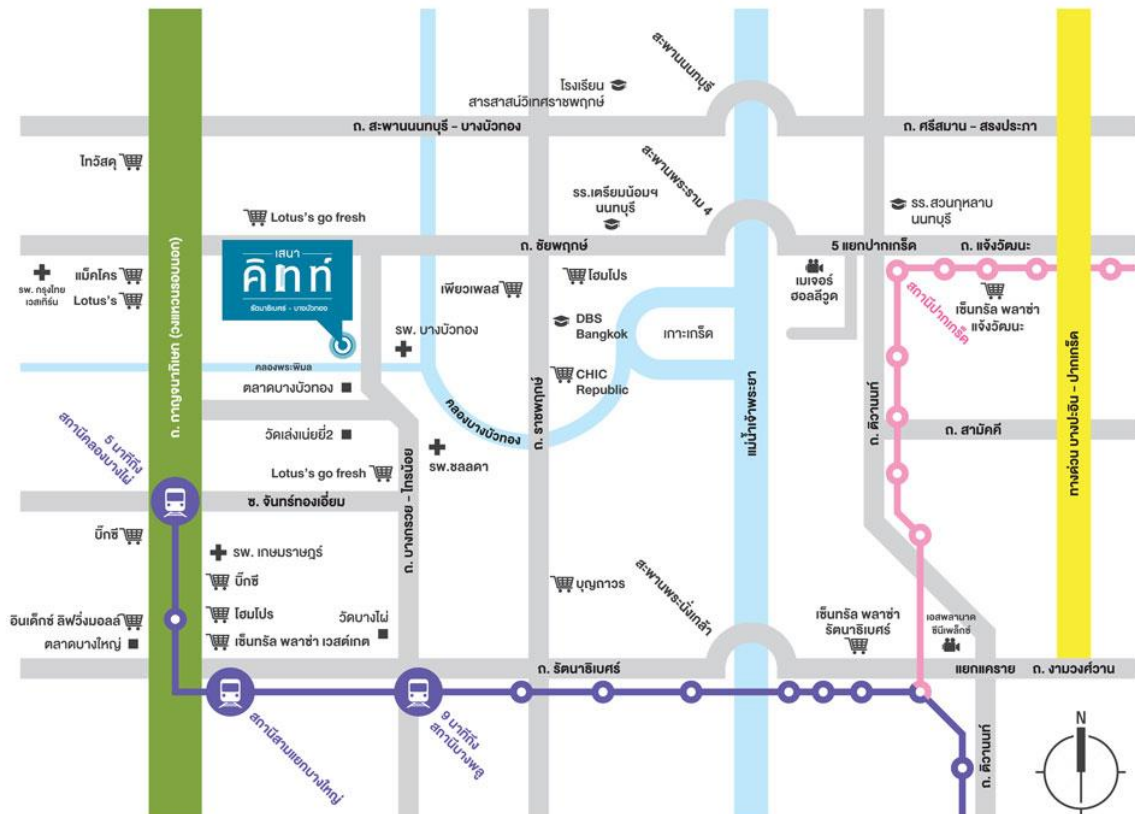 สะพานนนทบุรี
โรงเรียน
สารสาสน์วิเทศราชพฤกษ์
ถ. สะพานนนทบุรี - บางบัวทอง
ถ. ศรีสมาน - สรงประภา
ไทวัสดุ
สะพานพระราม 4
รร.เตรียมน้อมฯ
นนทบุรี
รร.สวนกุหลาบ
นนทบุรี
Lotus's go fresh
ถ. ชัยพฤกษ์
5 แยกปากเกร็ด
ถ. แจ้งวัฒนะ
เสนา
คิทท์
รัตนาธิเบศร์ - บางบัวทอง
รพ. กรุงไทย
เวสเทิร์น
แม็คโคร
Lotus's
ถ. กาญจนาภิเษก (วงแหวนรอบนอก)
เพียวเพลส
โฮมโปร
เมเจอร์
ฮอลลีวูด
สถานีปากเกร็ด
เซ็นทรัล พลาซ่า
แจ้งวัฒนะ
รพ. บางบัวทอง
DBS
Bangkok
เกาะเกร็ด
คลองพระพิมล
ตลาดบางบัวทอง
CHIC
Republic
คลองบางบัวทอง
ถ. ราชพฤกษ์
แม่น้ำเจ้าพระยา
ถ. ติวานนท์
ถ. สามัคคี
ทางด่วน บางปะอิน - ปากเกร็ด
วัดเล่งเน่ยยี่2
รพ.ชลลดา
5 นาทีถึง
สถานีคลองบางไผ่
Lotus's go fresh
ซ. จันทร์ทองเอี่ยม
ถ. บางกรวย - ไทรน้อย
บิ๊กซี
รพ. เกษมราษฎร์
บิ๊กซี
บุญถาวร
สะพานพระนั่งเกล้า
อินเด็กซ์ ลิฟวิ่งมอลล์
โฮมโปร
วัดบางไผ่
เซ็นทรัล พลาซ่า
รัตนาธิเบศร์
เอสพลานาด
ซีนีเพล็กซ์
ตลาดบางใหญ่
เซ็นทรัล พลาซ่า เวสต์เกต
ถ. รัตนาธิเบศร์
แยกแคราย
ถ. งามวงศ์วาน
สถานีสามแยกบางใหญ่
9 นาทีถึง
สถานีบางพลู
ถ. ติวานนท์
N